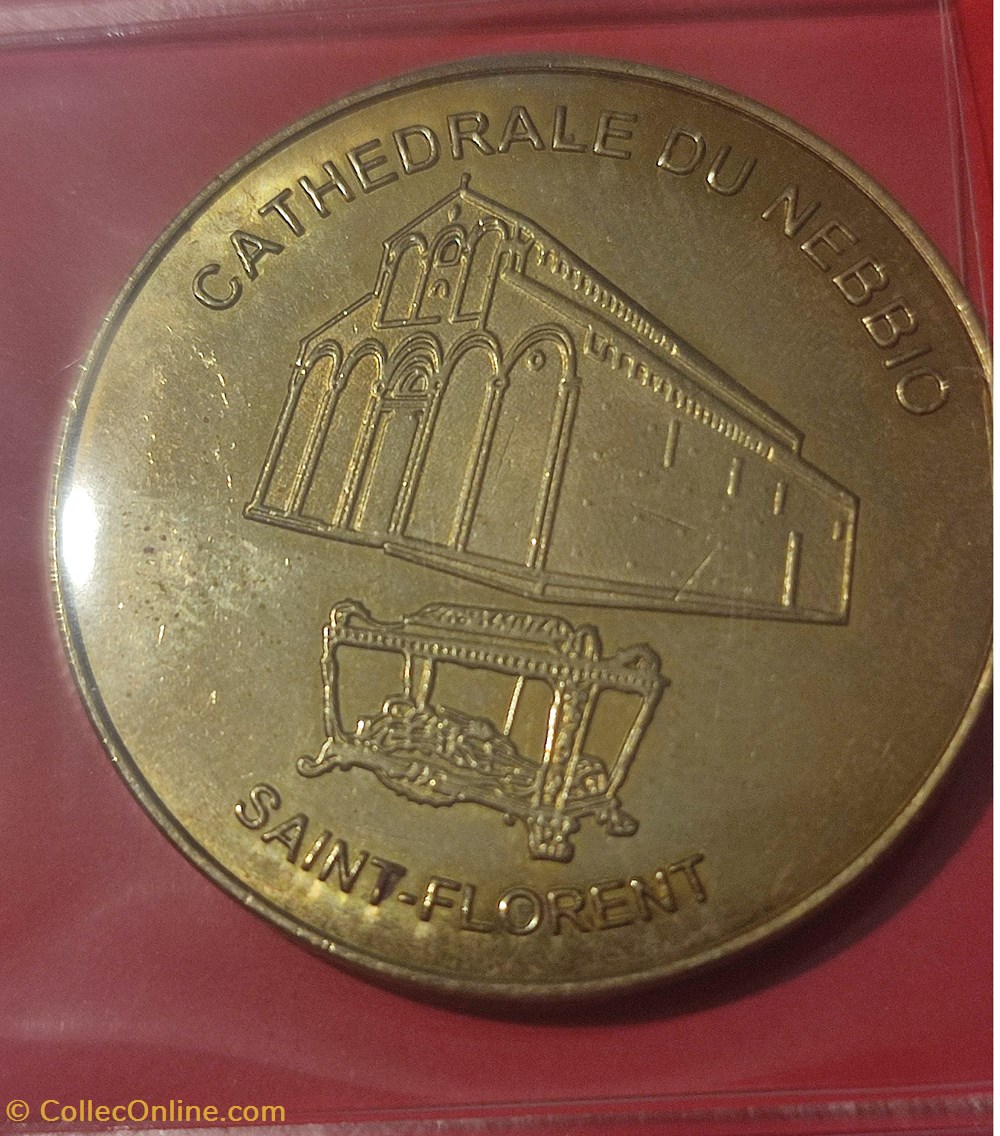 CATHEDRALE DU NEBBIO
SAINT-FLORENT
© CollecOnline.com